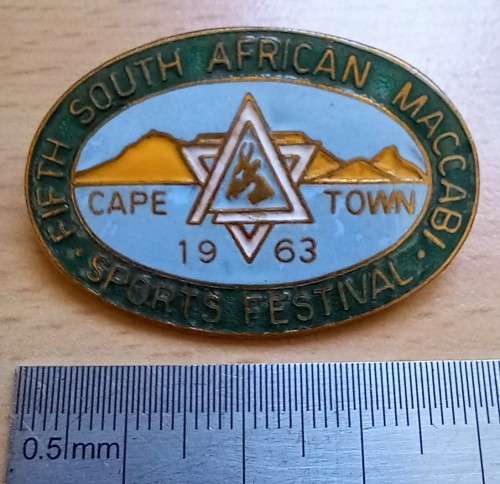 FIFTH SOUTH AFRICAN MACCABI
CAPE TOWN
1963
· SPORTS FESTIVAL ·
0.5mm